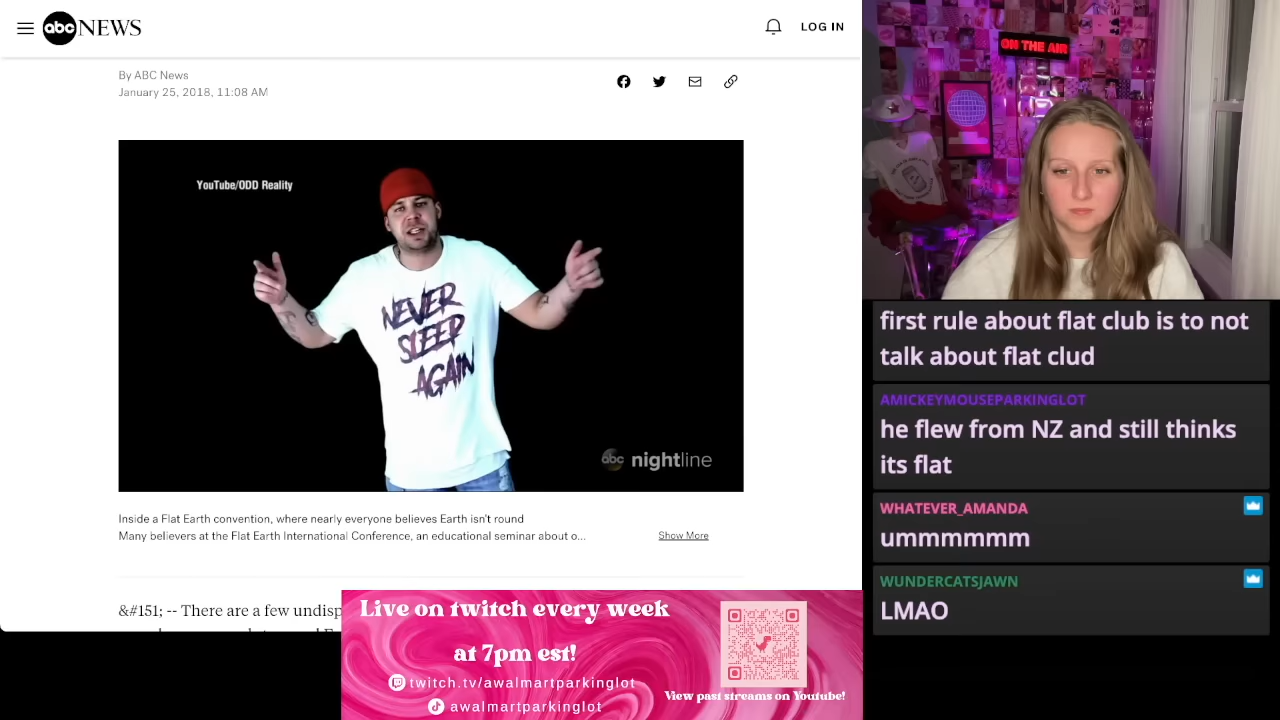 abc NEWS
LOG IN
By ABC News
January 25, 2018, 11:08 AM
YouTube/ODD Reality
NEVER
SLEEP
AGAIN
abc nightline
Inside a Flat Earth convention, where nearly everyone believes Earth isn't round
Many believers at the Flat Earth International Conference, an educational seminar about o...
Show More
&#151; -- There are a few undisp
Live on twitch every week
at 7pm est!
twitch.tv/awalmartparkinglot
awalmartparkinglot
View past streams on Youtube!
ON THE AIR
first rule about flat club is to not
talk about flat clud
AMICKEYMOUSEPARKINGLOT
he flew from NZ and still thinks
its flat
WHATEVER_AMANDA
ummmmmm
WUNDERCATSJAWN
LMAO